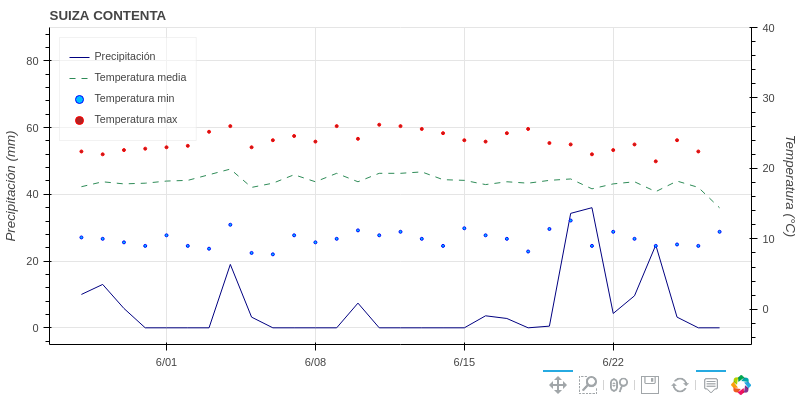 SUIZA CONTENTA
Precipitación
Temperatura media
Temperatura min
Temperatura max
Precipitación (mm)
80
60
40
20
0
40
30
20
10
0
Temperatura (°C)
6/01
6/08
6/15
6/22